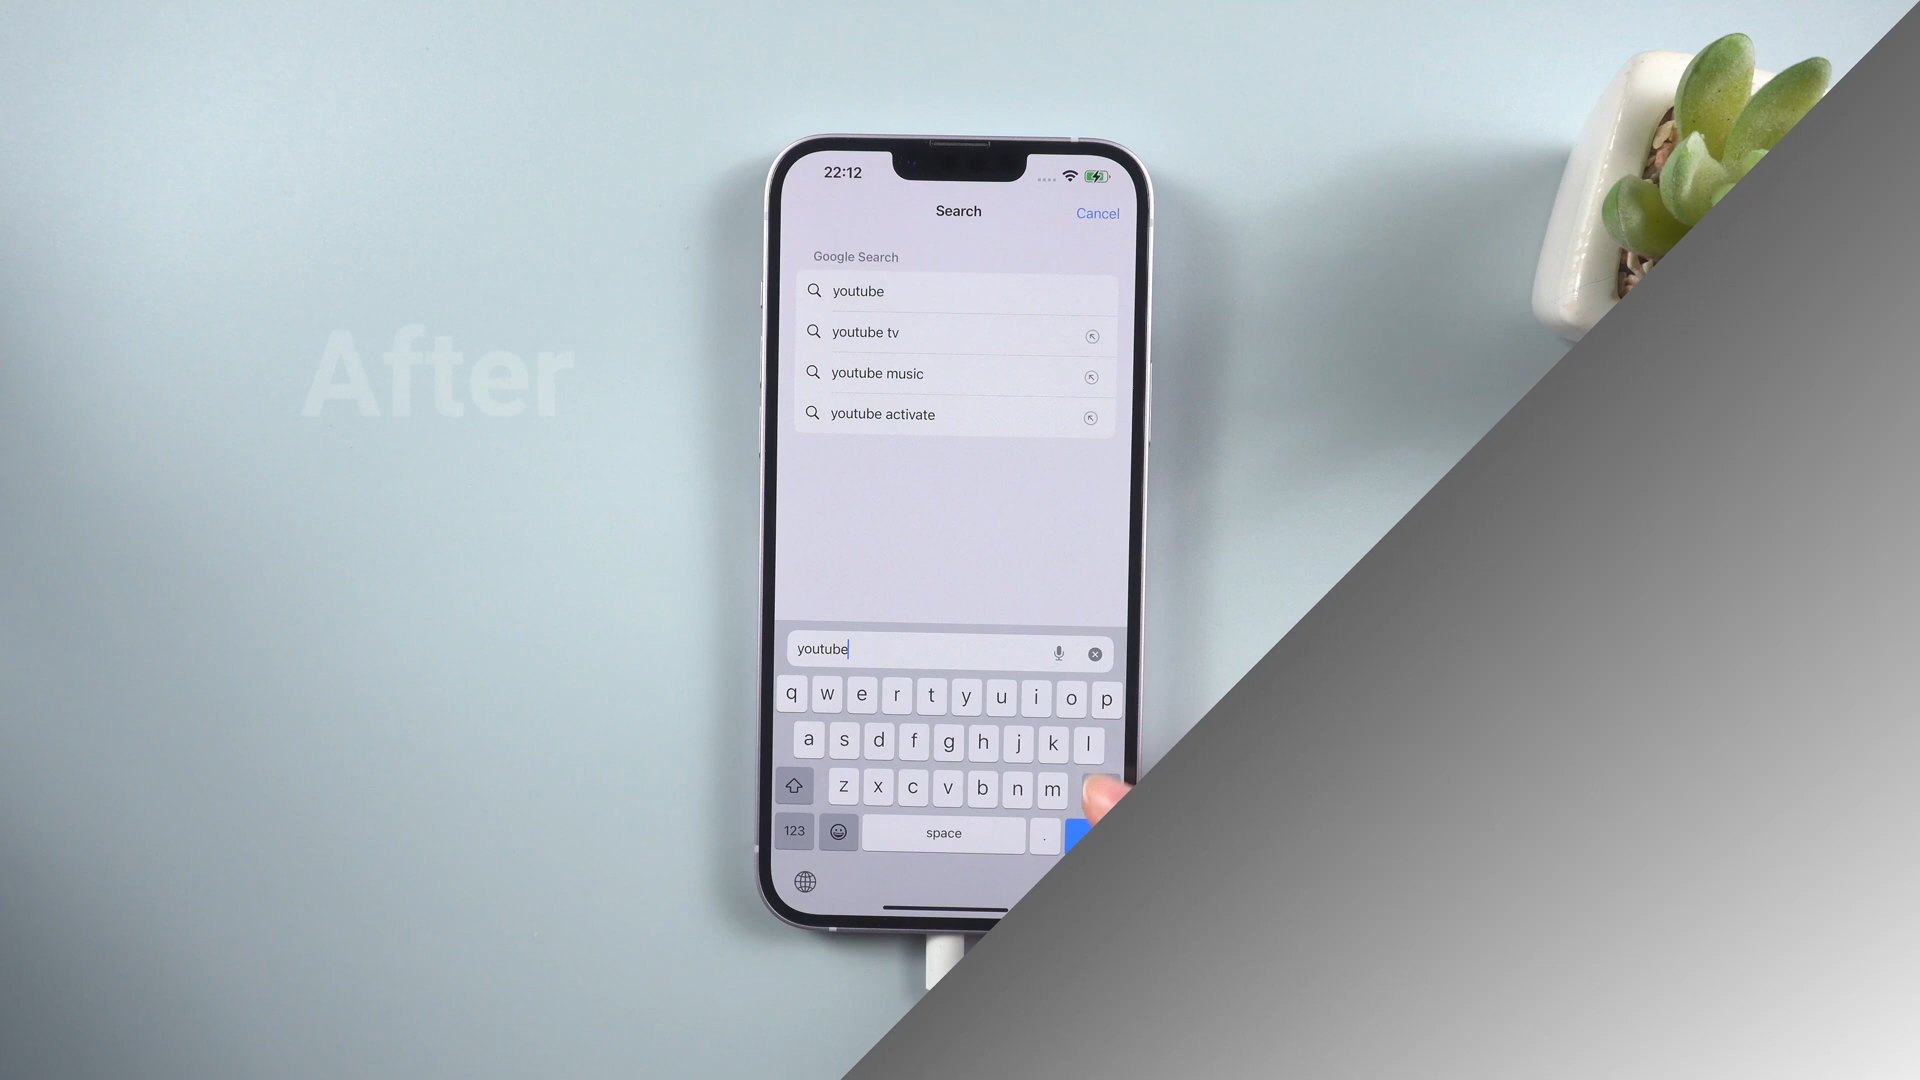 After
22:12
Search
Cancel
Google Search
youtube
youtube tv
youtube music
youtube activate
youtube
q w e r t y u i o p
a s d f g h j k l
z x c v b n m
123 space .